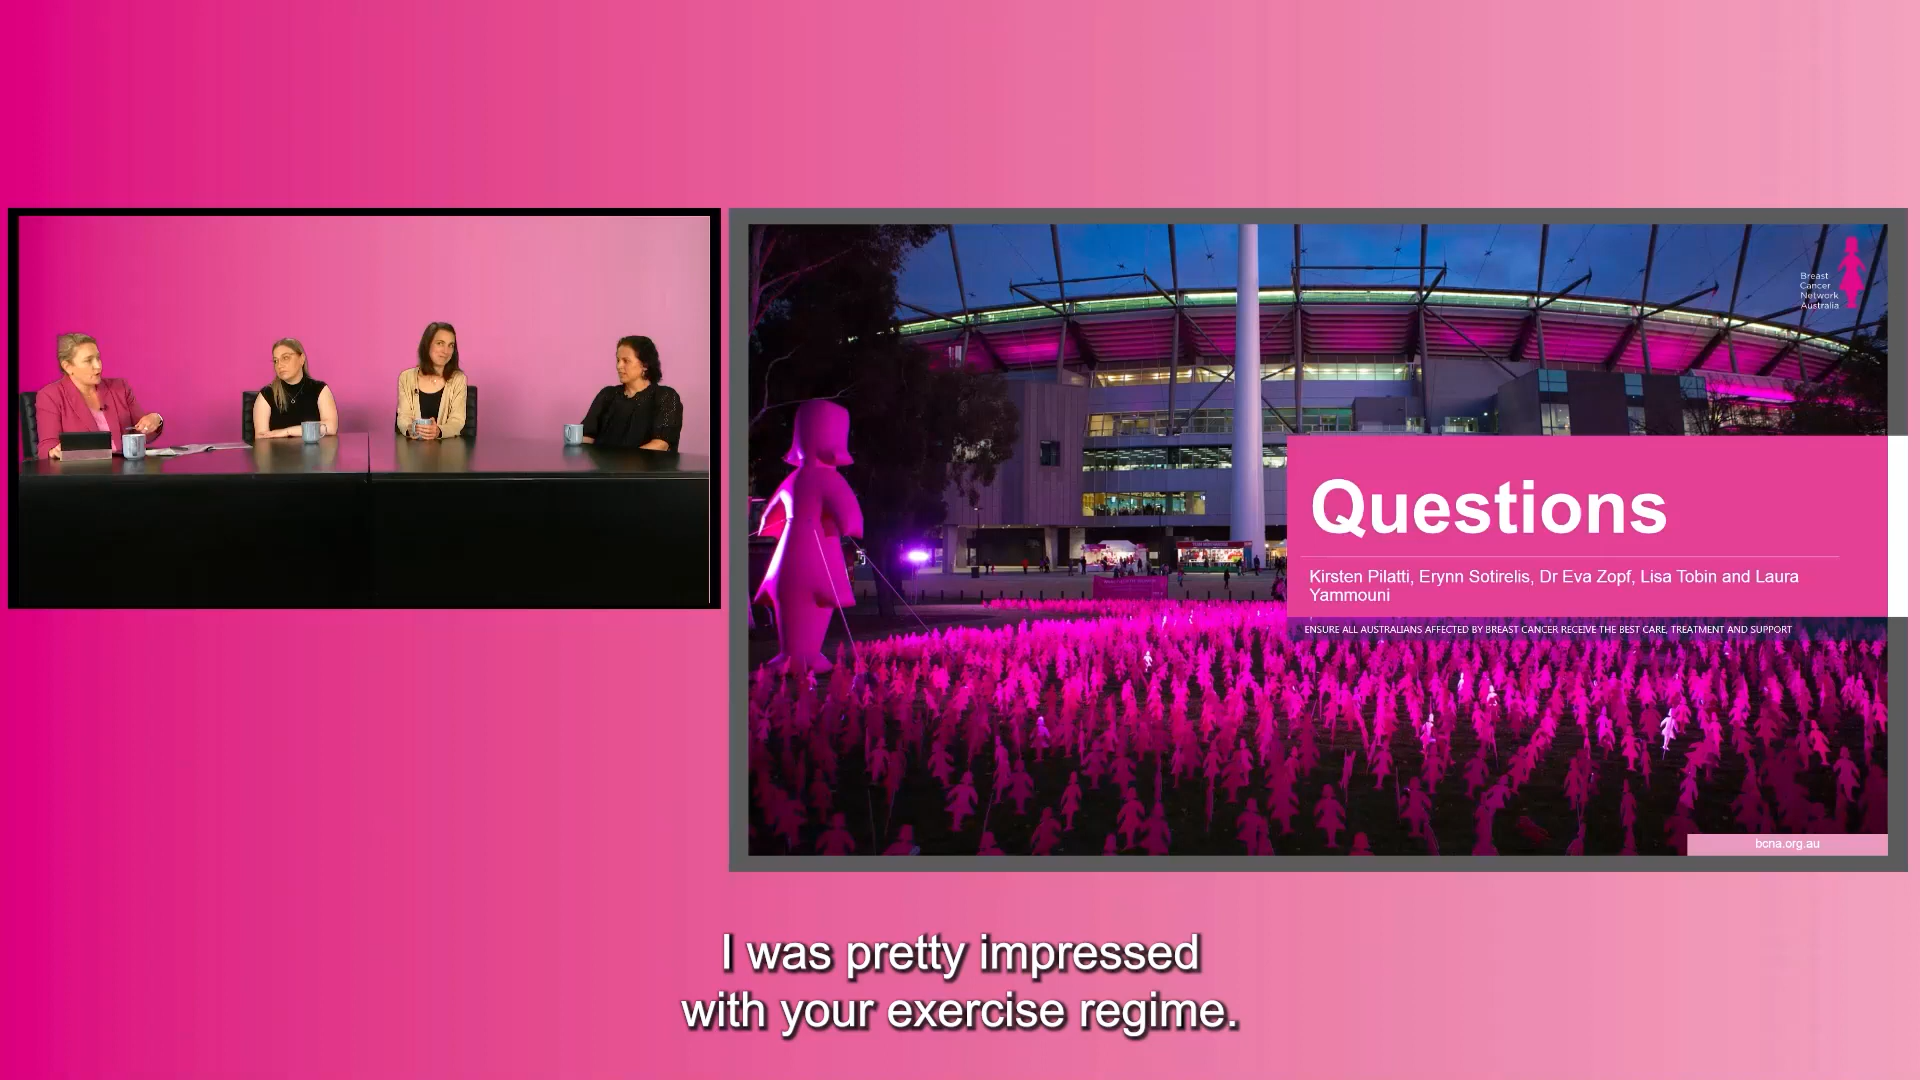 Breast
Cancer
Network
Australia
Questions
Kirsten Pilatti, Erynn Sotirelis, Dr Eva Zopf, Lisa Tobin and Laura
Yammouni
ENSURE ALL AUSTRALIANS AFFECTED BY BREAST CANCER RECEIVE THE BEST CARE, TREATMENT AND SUPPORT
bcna.org.au
I was pretty impressed
with your exercise regime.